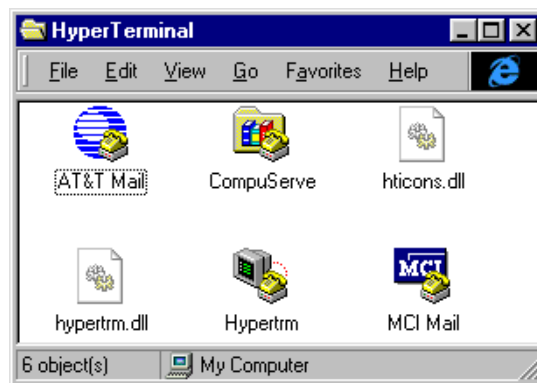 HyperTerminal
File Edit View Go Favorites Help
AT&T Mail CompuServe hticons.dll
MCI
hypertrm.dll Hypertrm MCI Mail
6 object(s) My Computer